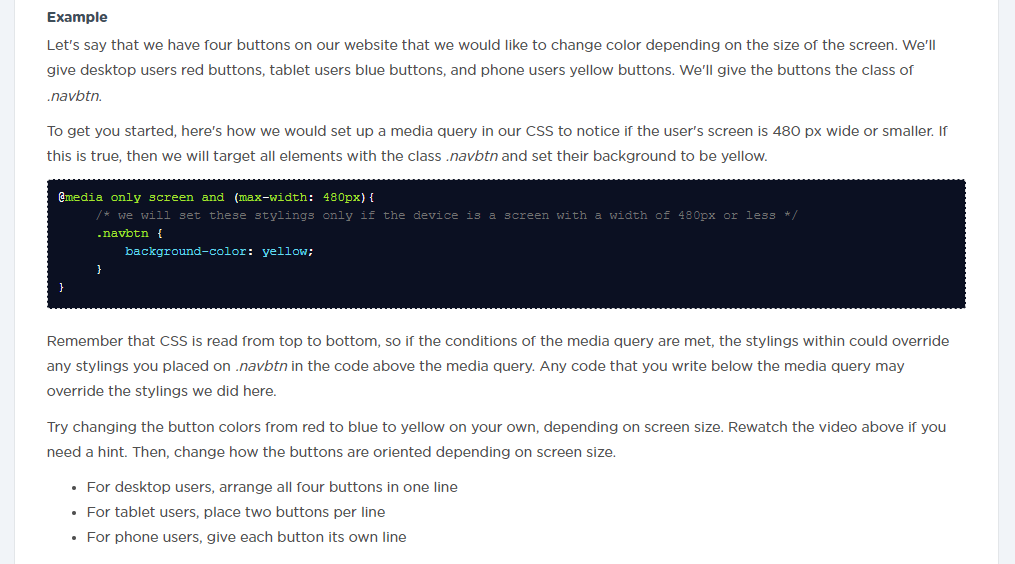 Example
Let's say that we have four buttons on our website that we would like to change color depending on the size of the screen. We'll
give desktop users red buttons, tablet users blue buttons, and phone users yellow buttons. We'll give the buttons the class of
.navbtn.
To get you started, here's how we would set up a media query in our CSS to notice if the user's screen is 480 px wide or smaller. If
this is true, then we will target all elements with the class .navbtn and set their background to be yellow.
@media only screen and (max-width: 480px){
/* we will set these stylings only if the device is a screen with a width of 480px or less */
.navbtn {
background-color: yellow;
}
}
Remember that CSS is read from top to bottom, so if the conditions of the media query are met, the stylings within could override
any stylings you placed on .navbtn in the code above the media query. Any code that you write below the media query may
override the stylings we did here.
Try changing the button colors from red to blue to yellow on your own, depending on screen size. Rewatch the video above if you
need a hint. Then, change how the buttons are oriented depending on screen size.
• For desktop users, arrange all four buttons in one line
• For tablet users, place two buttons per line
• For phone users, give each button its own line